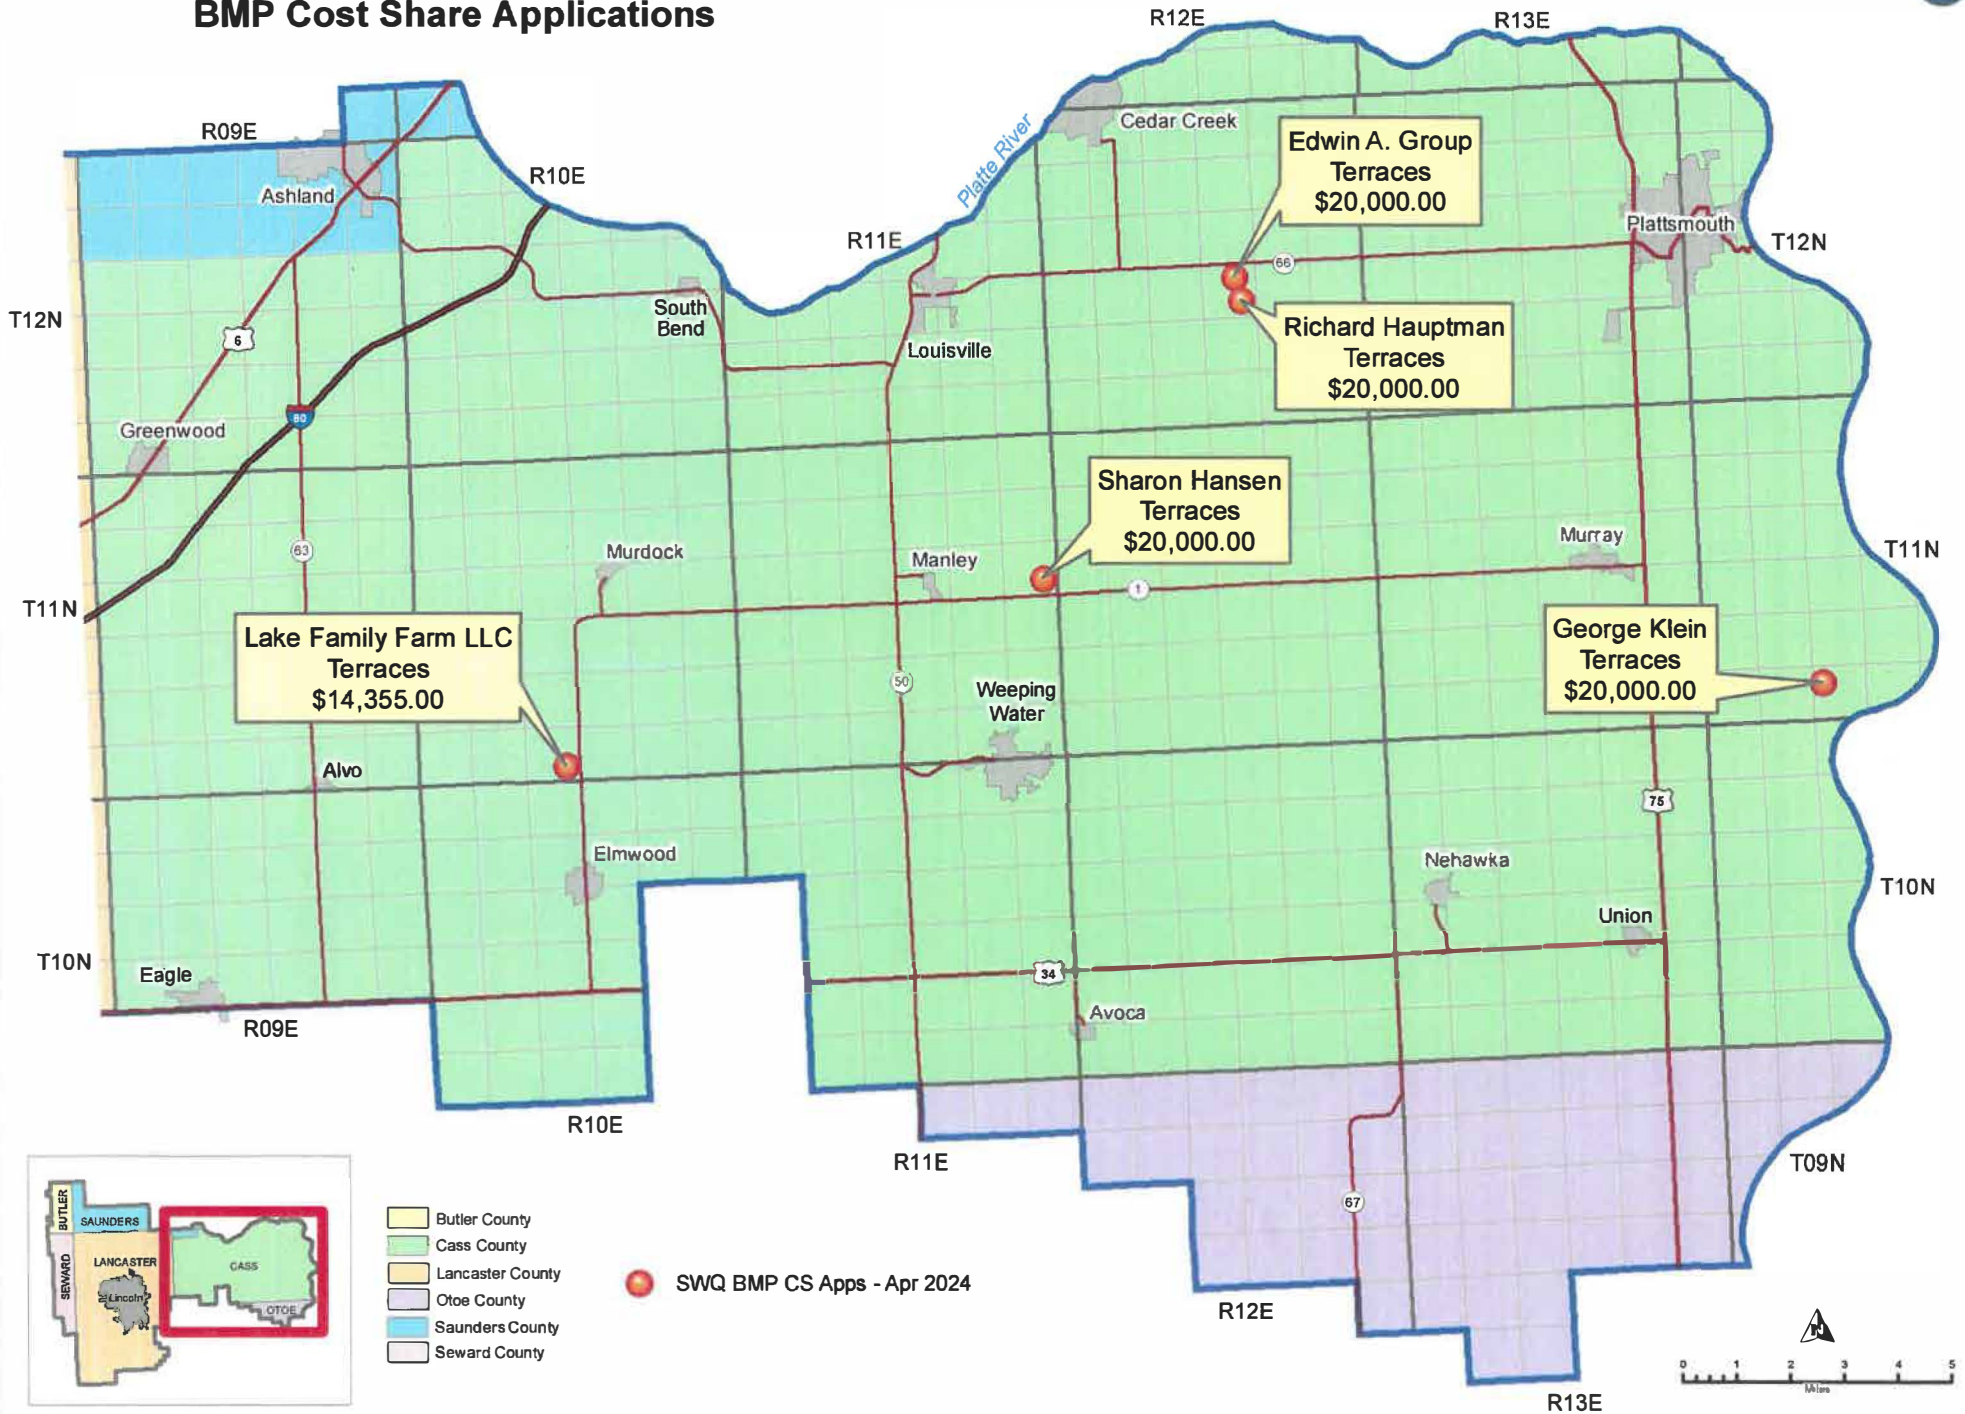 BMP Cost Share Applications
R12E
R13E
R09E
Cedar Creek
Platte River
Edwin A. Group
Terraces
$20,000.00
R10E
Ashland
Plattsmouth
R11E
T12N
66
T12N
South
Bend
Richard Hauptman
Terraces
$20,000.00
6
Louisville
80
Greenwood
Sharon Hansen
Terraces
$20,000.00
63
Murdock
Manley
Murray
T11N
T11N
1
Lake Family Farm LLC
Terraces
$14,355.00
George Klein
Terraces
$20,000.00
50
Weeping
Water
Alvo
75
Elmwood
Nehawka
T10N
Union
T10N
Eagle
34
Avoca
R09E
R10E
R11E
T09N
67
BUTLER
SAUNDERS
SEWARD
LANCASTER
Lincoln
CASS
OTOE
Butler County
Cass County
Lancaster County
Otoe County
Saunders County
Seward County
SWQ BMP CS Apps - Apr 2024
R12E
R13E
N
0 1 2 3 4 5